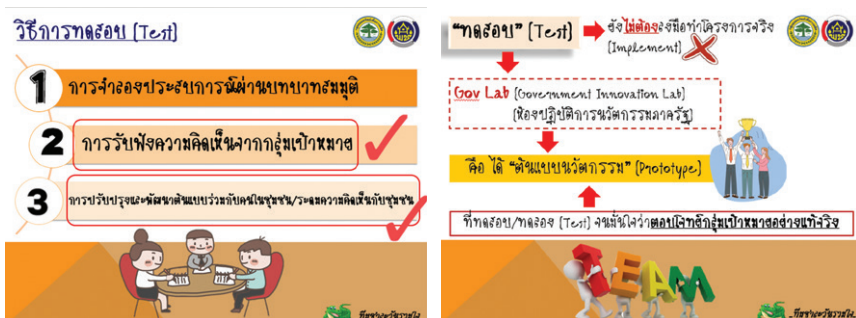 วิธีการทดสอบ (Test)
1 การจำลองประสบการณ์ผ่านบทบาทสมมุติ
2 การรับฟังความคิดเห็นจากกลุ่มเป้าหมาย
3 การปรับปรุงและพัฒนาต้นแบบร่วมกับคนในชุมชน/ระดมความคิดเห็นกับชุมชน
"ทดสอบ" (Test)
ยังไม่ต้องลงมือทำโครงการจริง
(Implement)
Gov Lab (Government Innovation Lab)
(ห้องปฏิบัติการนวัตกรรมภาครัฐ)
คือ ได้ "ต้นแบบนวัตกรรม" (Prototype)
ที่ทดสอบ/ทดลอง (Test) จนมั่นใจว่าตอบโจทย์กลุ่มเป้าหมายอย่างแท้จริง
TEAM